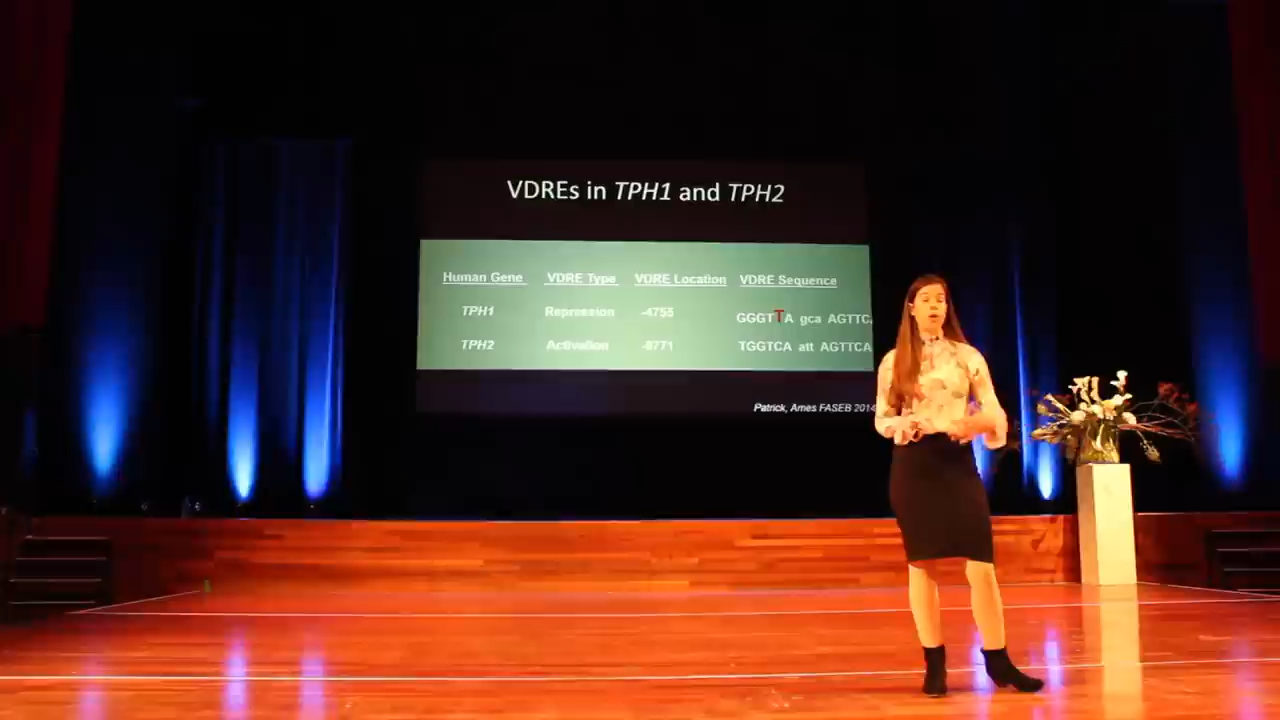 VDREs in TPH1 and TPH2
Human Gene VDRE Type VDRE Location VDRE Sequence
TPH1 Repression -4755 GGGTTA gca AGTTC
TPH2 Activation -8771 TGGTCA att AGTTCA
Patrick, Ames FASEB 2014